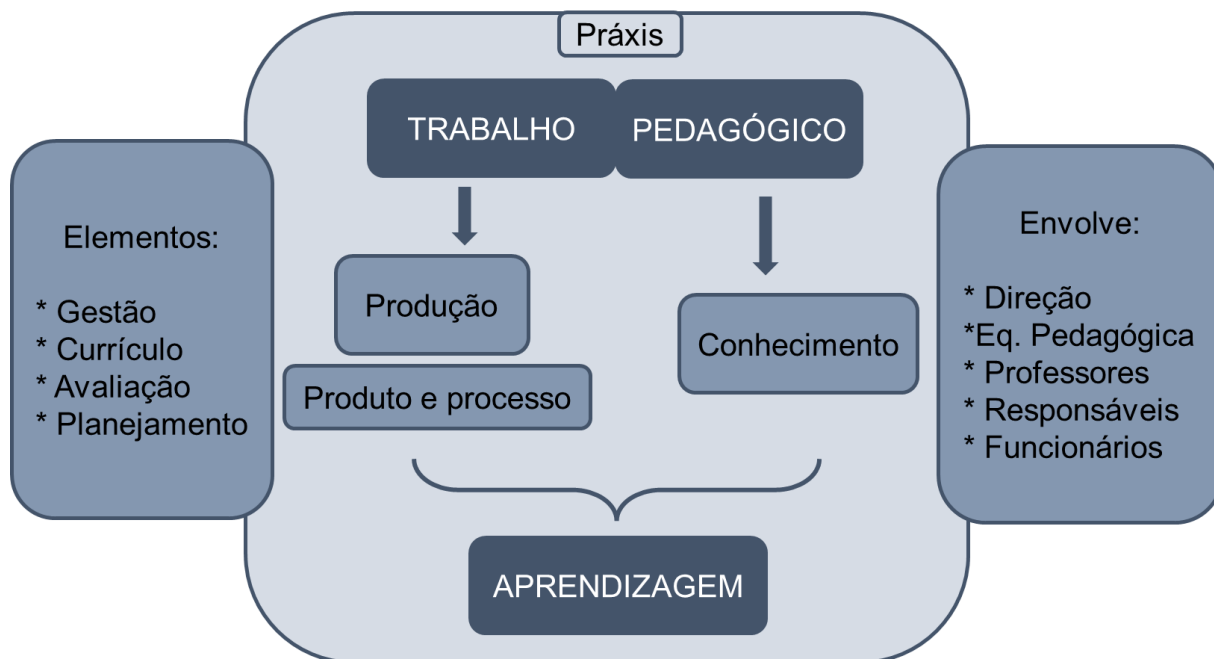 Práxis
TRABALHO
PEDAGÓGICO
Elementos:
* Gestão
* Currículo
* Avaliação
* Planejamento
Produção
Produto e processo
Conhecimento
Envolve:
* Direção
*Eq. Pedagógica
* Professores
* Responsáveis
* Funcionários
APRENDIZAGEM